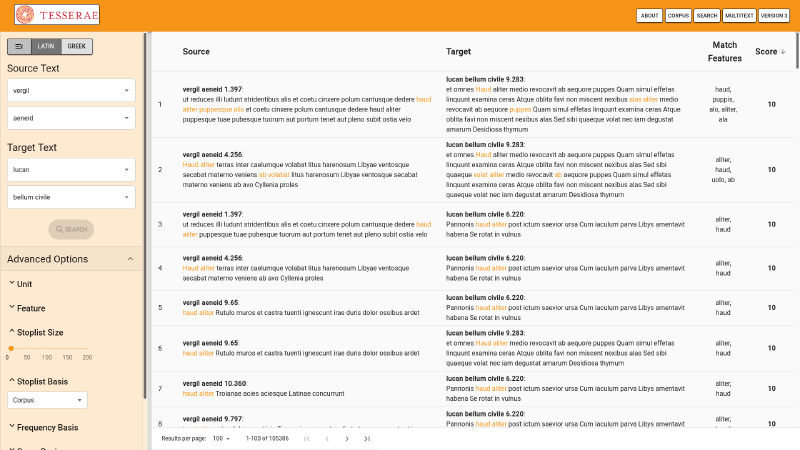 TESSERAE
ABOUT CORPUS SEARCH MULTITEXT VERSION 3
LATIN GREEK
Source Text
vergil
aeneid
Target Text
lucan
bellum civile
SEARCH
Advanced Options
Unit
Feature
Stoplist Size
0 50 100 150 200
Stoplist Basis
Corpus
Frequency Basis
Source Target Match Features Score
1
vergil aeneid 1.397:
ut reduces illi ludunt stridentibus alis et coetu cinxere polum cantusque dedere haud
aliter puppesque alis et coetu cinxere polum cantusque dedere haud aliter
puppesque tuae pubesque tuorum aut portum tenet aut pleno subit ostia velo
lucan bellum civile 9.283:
et omnes Haud aliter medio revocavit ab aequore puppes Quam simul effetas
linquunt examina ceras Atque oblita favi non miscent nexibus alas aliter medio
revocavit ab aequore puppes Quam simul effetas linquunt examina ceras Atque
oblita favi non miscent nexibus alas Sed sibi quaeque volat nec iam degustat
amarum Desidiosa thymum
haud,
puppis,
alo, aliter,
ala
10
2
vergil aeneid 4.256:
Haud aliter terras inter caelumque volabat litus harenosum Libyae ventosque
secabat materno veniens ab volabat litus harenosum Libyae ventosque secabat
materno veniens ab avo Cyllenia proles
lucan bellum civile 9.283:
et omnes Haud aliter medio revocavit ab aequore puppes Quam simul effetas
linquunt examina ceras Atque oblita favi non miscent nexibus alas Sed sibi
quaeque volat aliter medio revocavit ab aequore puppes Quam simul effetas
linquunt examina ceras Atque oblita favi non miscent nexibus alas Sed sibi
quaeque volat nec iam degustat amarum Desidiosa thymum
aliter,
haud,
uolo, ab
10
3
vergil aeneid 1.397:
ut reduces illi ludunt stridentibus alis et coetu cinxere polum cantusque dedere haud
aliter puppesque tuae pubesque tuorum aut portum tenet aut pleno subit ostia velo
lucan bellum civile 6.220:
Pannonis haud aliter post ictum saevior ursa Cum iaculum parva Libys amentavit
habena Se rotat in vulnus
aliter,
haud
10
4
vergil aeneid 4.256:
Haud aliter terras inter caelumque volabat litus harenosum Libyae ventosque
secabat materno veniens ab avo Cyllenia proles
lucan bellum civile 6.220:
Pannonis haud aliter post ictum saevior ursa Cum iaculum parva Libys amentavit
habena Se rotat in vulnus
aliter,
haud
10
5
vergil aeneid 9.65:
haud aliter Rutulo muros et castra tuenti ignescunt irae duris dolor ossibus ardet
lucan bellum civile 6.220:
Pannonis haud aliter post ictum saevior ursa Cum iaculum parva Libys amentavit
habena Se rotat in vulnus
aliter,
haud
10
6
vergil aeneid 9.65:
haud aliter Rutulo muros et castra tuenti ignescunt irae duris dolor ossibus ardet
lucan bellum civile 9.283:
et omnes Haud aliter medio revocavit ab aequore puppes Quam simul effetas
linquunt examina ceras Atque oblita favi non miscent nexibus alas Sed sibi
quaeque volat nec iam degustat amarum Desidiosa thymum
aliter,
haud
10
7
vergil aeneid 10.360:
haud aliter Troianae acies aciesque Latinae concurrunt
lucan bellum civile 6.220:
Pannonis haud aliter post ictum saevior ursa Cum iaculum parva Libys amentavit
habena Se rotat in vulnus
aliter,
haud
10
8
vergil aeneid 9.797:
lucan bellum civile 6.220:
Pannonis haud aliter post ictum saevior ursa Cum iaculum parva Libys amentavit
aliter,
haud
10
Results per page: 100 1-100 of 105386